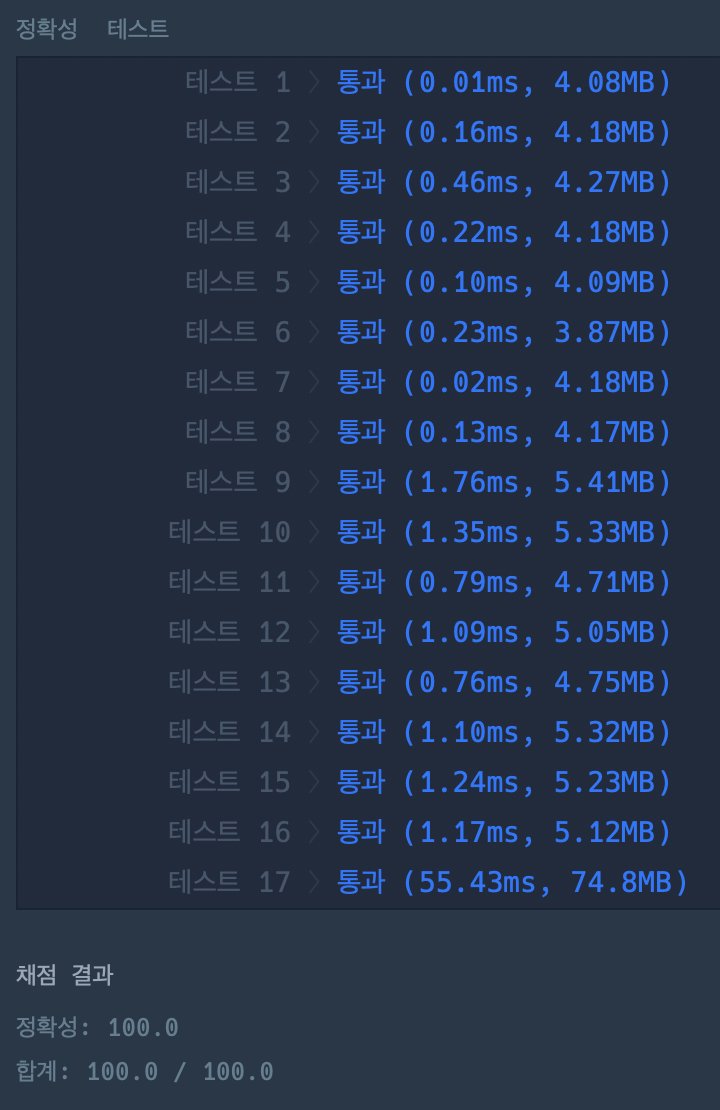 정확성  테스트
테스트 1 〉 통과 (0.01ms, 4.08MB)
테스트 2 〉 통과 (0.16ms, 4.18MB)
테스트 3 〉 통과 (0.46ms, 4.27MB)
테스트 4 〉 통과 (0.22ms, 4.18MB)
테스트 5 〉 통과 (0.10ms, 4.09MB)
테스트 6 〉 통과 (0.23ms, 3.87MB)
테스트 7 〉 통과 (0.02ms, 4.18MB)
테스트 8 〉 통과 (0.13ms, 4.17MB)
테스트 9 〉 통과 (1.76ms, 5.41MB)
테스트 10 〉 통과 (1.35ms, 5.33MB)
테스트 11 〉 통과 (0.79ms, 4.71MB)
테스트 12 〉 통과 (1.09ms, 5.05MB)
테스트 13 〉 통과 (0.76ms, 4.75MB)
테스트 14 〉 통과 (1.10ms, 5.32MB)
테스트 15 〉 통과 (1.24ms, 5.23MB)
테스트 16 〉 통과 (1.17ms, 5.12MB)
테스트 17 〉 통과 (55.43ms, 74.8MB)
채점 결과
정확성: 100.0
합계: 100.0 / 100.0